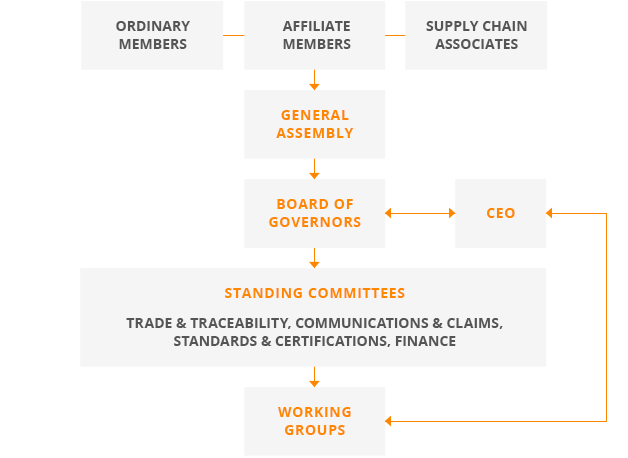 ORDINARY
MEMBERS
AFFILIATE
MEMBERS
SUPPLY CHAIN
ASSOCIATES
GENERAL
ASSEMBLY
BOARD OF
GOVERNORS
CEO
STANDING COMMITTEES
TRADE & TRACEABILITY, COMMUNICATIONS & CLAIMS,
STANDARDS & CERTIFICATIONS, FINANCE
WORKING
GROUPS